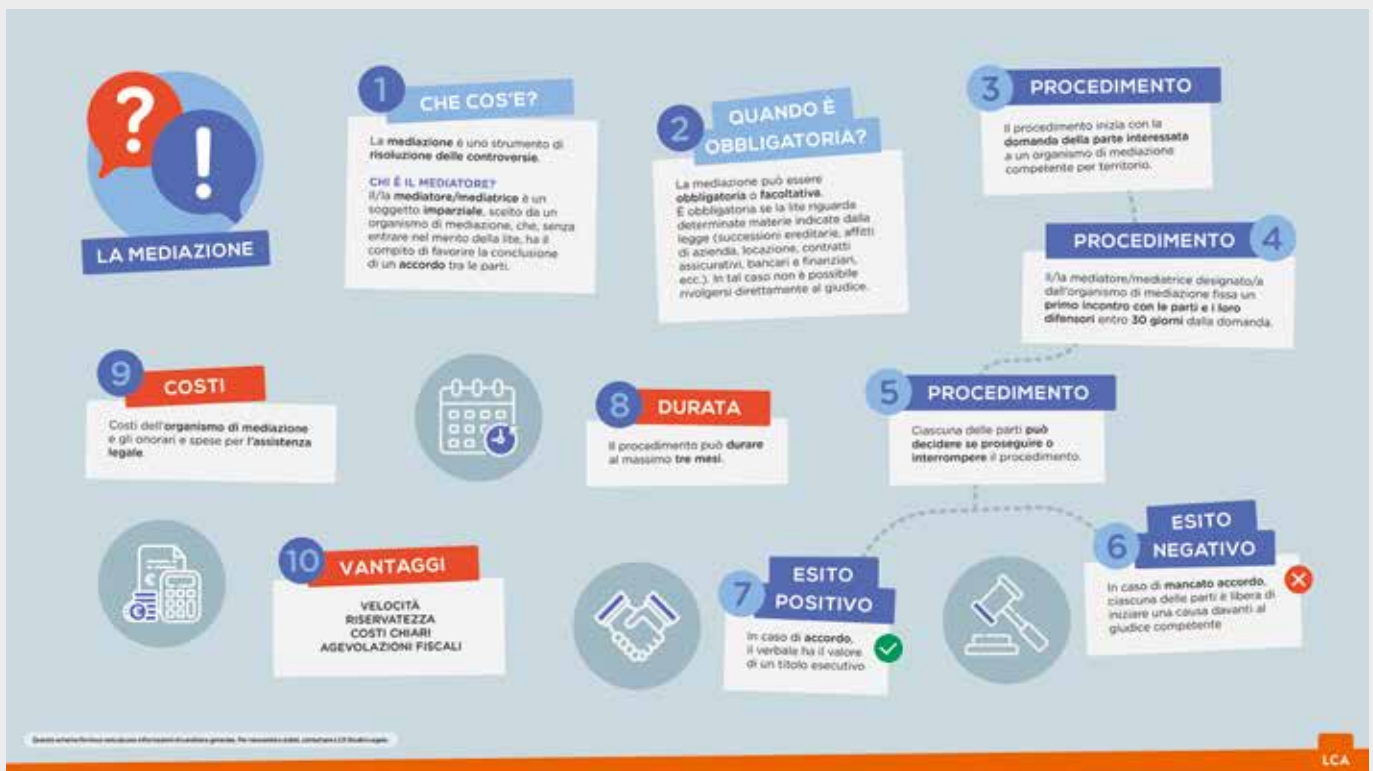 LA MEDIAZIONE
1
CHE COS'E?
La mediazione è uno strumento di
risoluzione delle controversie.
CHI È IL MEDIATORE?
Il/la mediatore/mediatrice è un
soggetto imparziale, scelto da un
organismo di mediazione, che, senza
entrare nel merito della lite, ha il
compito di favorire la conclusione
di un accordo tra le parti.
2
QUANDO È
OBBLIGATORIA?
La mediazione può essere
obbligatoria o facoltativa.
È obbligatoria se la lite riguarda
determinate materie indicate dalla
legge (successioni ereditarie, affitti
di azienda, locazione, contratti
assicurativi, bancari e finanziari,
ecc.). In tal caso non è possibile
rivolgersi direttamente al giudice.
3
PROCEDIMENTO
Il procedimento inizia con la
domanda della parte interessata
a un organismo di mediazione
competente per territorio.
PROCEDIMENTO
4
Il/la mediatore/mediatrice designato/a
dall'organismo di mediazione fissa un
primo incontro con le parti e i loro
difensori entro 30 giorni dalla domanda.
5
PROCEDIMENTO
Ciascuna delle parti può
decidere se proseguire o
interrompere il procedimento.
6
ESITO
NEGATIVO
In caso di mancato accordo,
ciascuna delle parti è libera di
iniziare una causa davanti al
giudice competente
7
ESITO
POSITIVO
In caso di accordo,
il verbale ha il valore
di un titolo esecutivo
8
DURATA
Il procedimento può durare
al massimo tre mesi.
9
COSTI
Costi dell'organismo di mediazione
e gli onorari e spese per l'assistenza
legale.
10
VANTAGGI
VELOCITÀ
RISERVATEZZA
COSTI CHIARI
AGEVOLAZIONI FISCALI
LCA